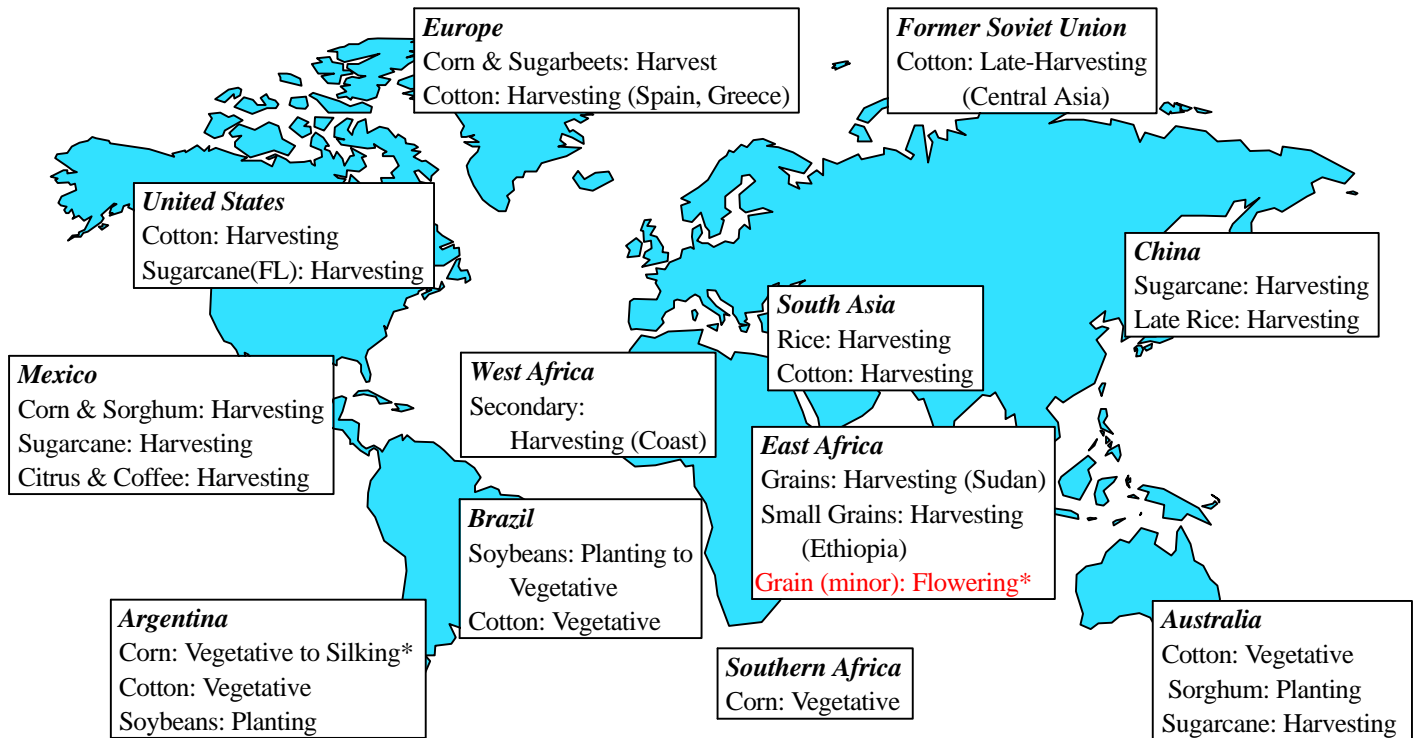 Europe
Corn & Sugarbeets: Harvest
Cotton: Harvesting (Spain, Greece)
Former Soviet Union
Cotton: Late-Harvesting
(Central Asia)
United States
Cotton: Harvesting
Sugarcane(FL): Harvesting
China
Sugarcane: Harvesting
Late Rice: Harvesting
South Asia
Rice: Harvesting
Cotton: Harvesting
Mexico
Corn & Sorghum: Harvesting
Sugarcane: Harvesting
Citrus & Coffee: Harvesting
West Africa
Secondary:
Harvesting (Coast)
East Africa
Grains: Harvesting (Sudan)
Small Grains: Harvesting
(Ethiopia)
Grain (minor): Flowering*
Brazil
Soybeans: Planting to
Vegetative
Cotton: Vegetative
Argentina
Corn: Vegetative to Silking*
Cotton: Vegetative
Soybeans: Planting
Southern Africa
Corn: Vegetative
Australia
Cotton: Vegetative
Sorghum: Planting
Sugarcane: Harvesting